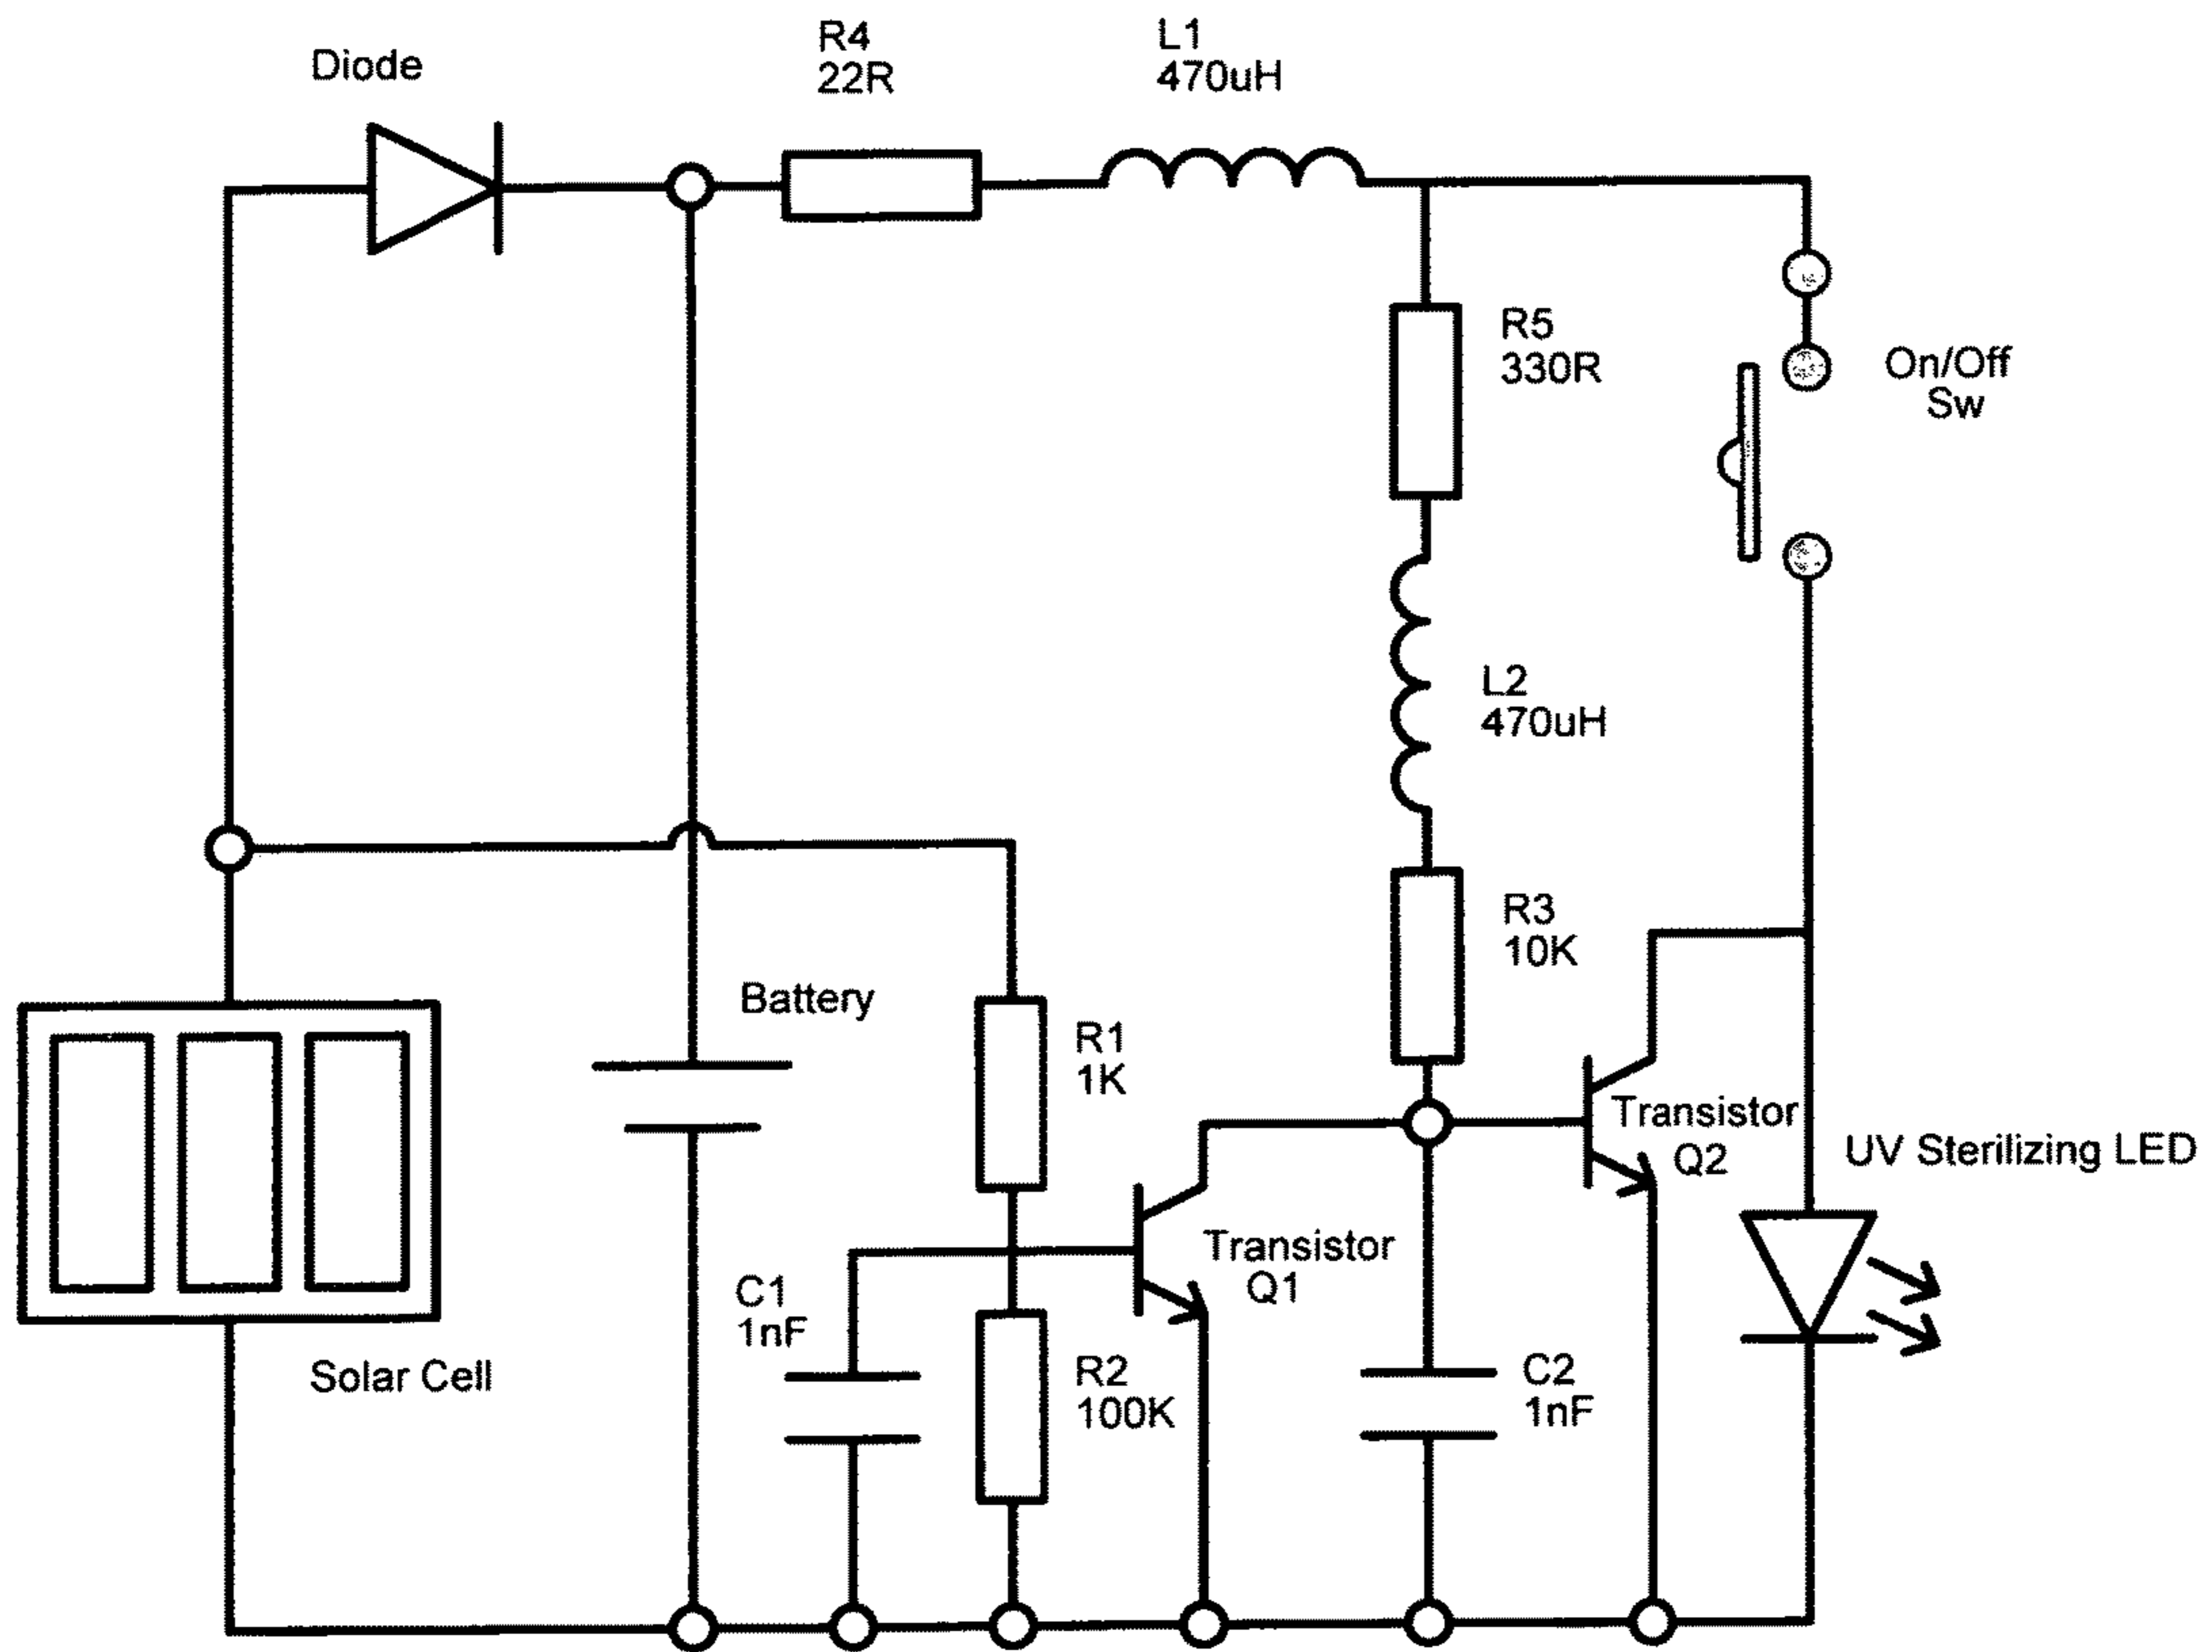 Diode
R4
22R
L1
470uH
R5
330R
On/Off
Sw
L2
470uH
R3
10K
Battery
R1
1K
Transistor
Q2
UV Sterilizing LED
Transistor
Q1
C1
1nF
Solar Cell
R2
100K
C2
1nF